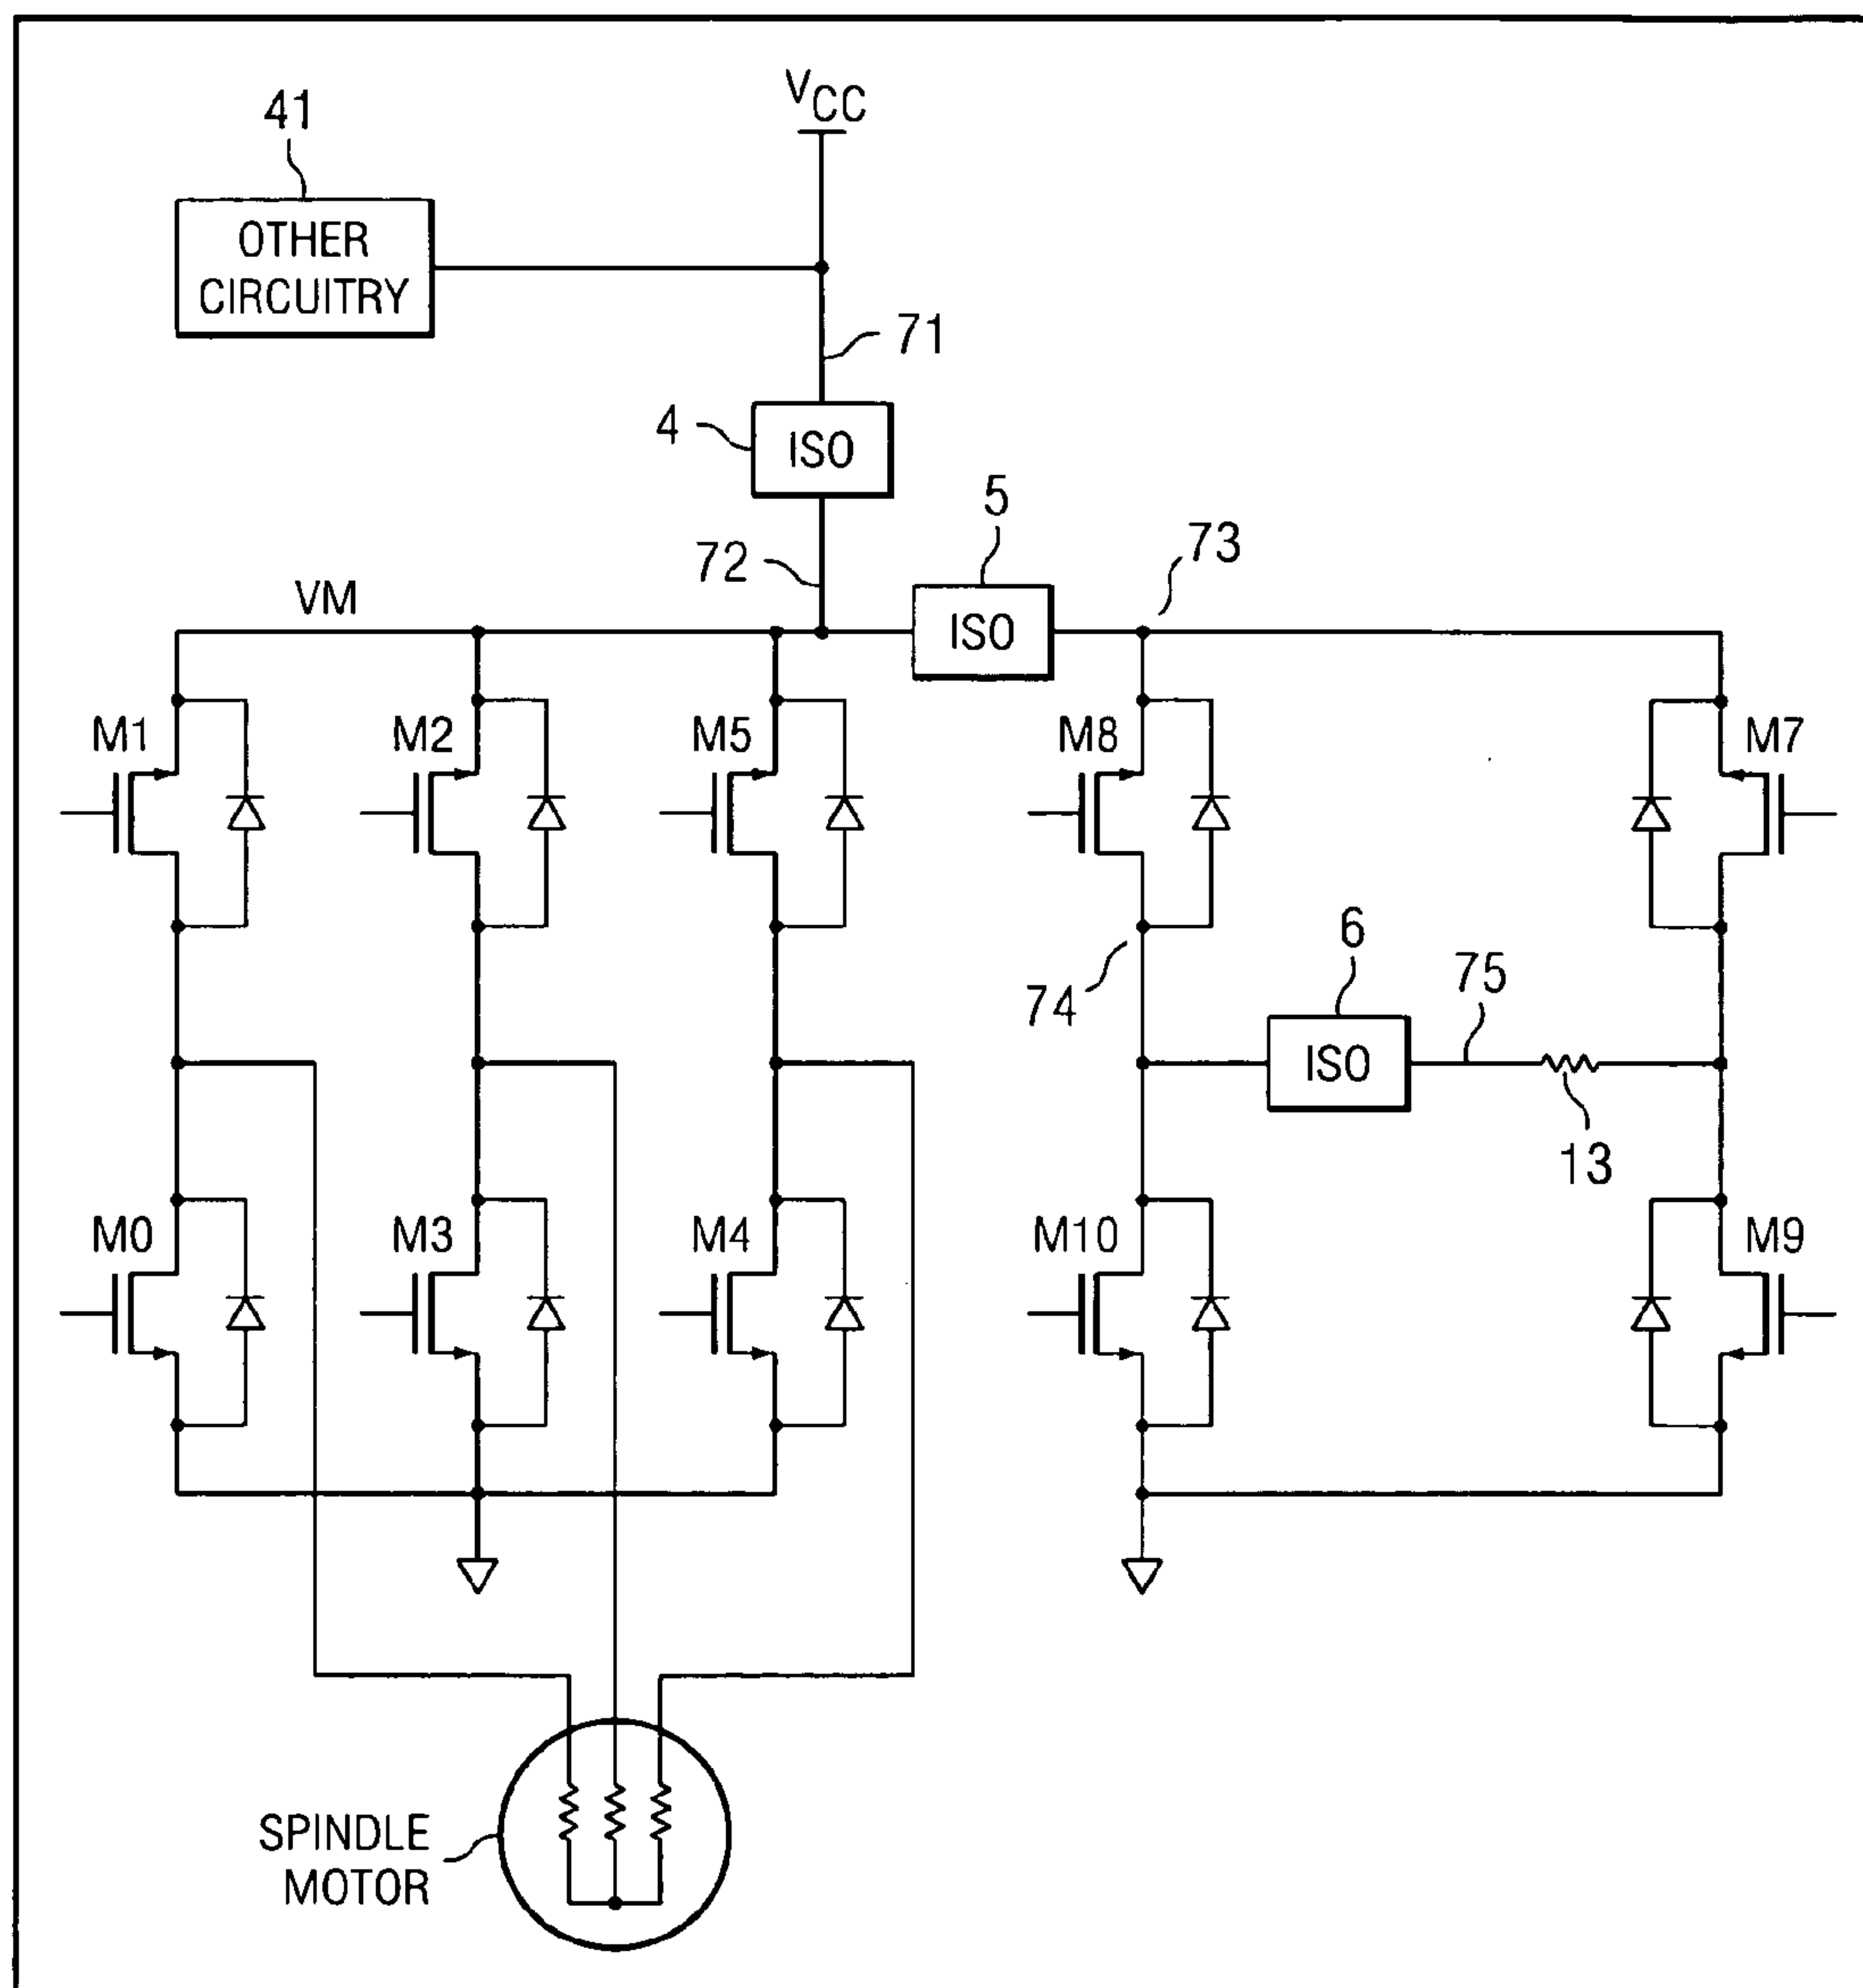 VCC
41
OTHER
CIRCUITRY
71
4
ISO
5
73
72
VM
ISO
M1
M2
M5
M8
M7
6
75
74
ISO
13
M0
M3
M4
M10
M9
SPINDLE
MOTOR